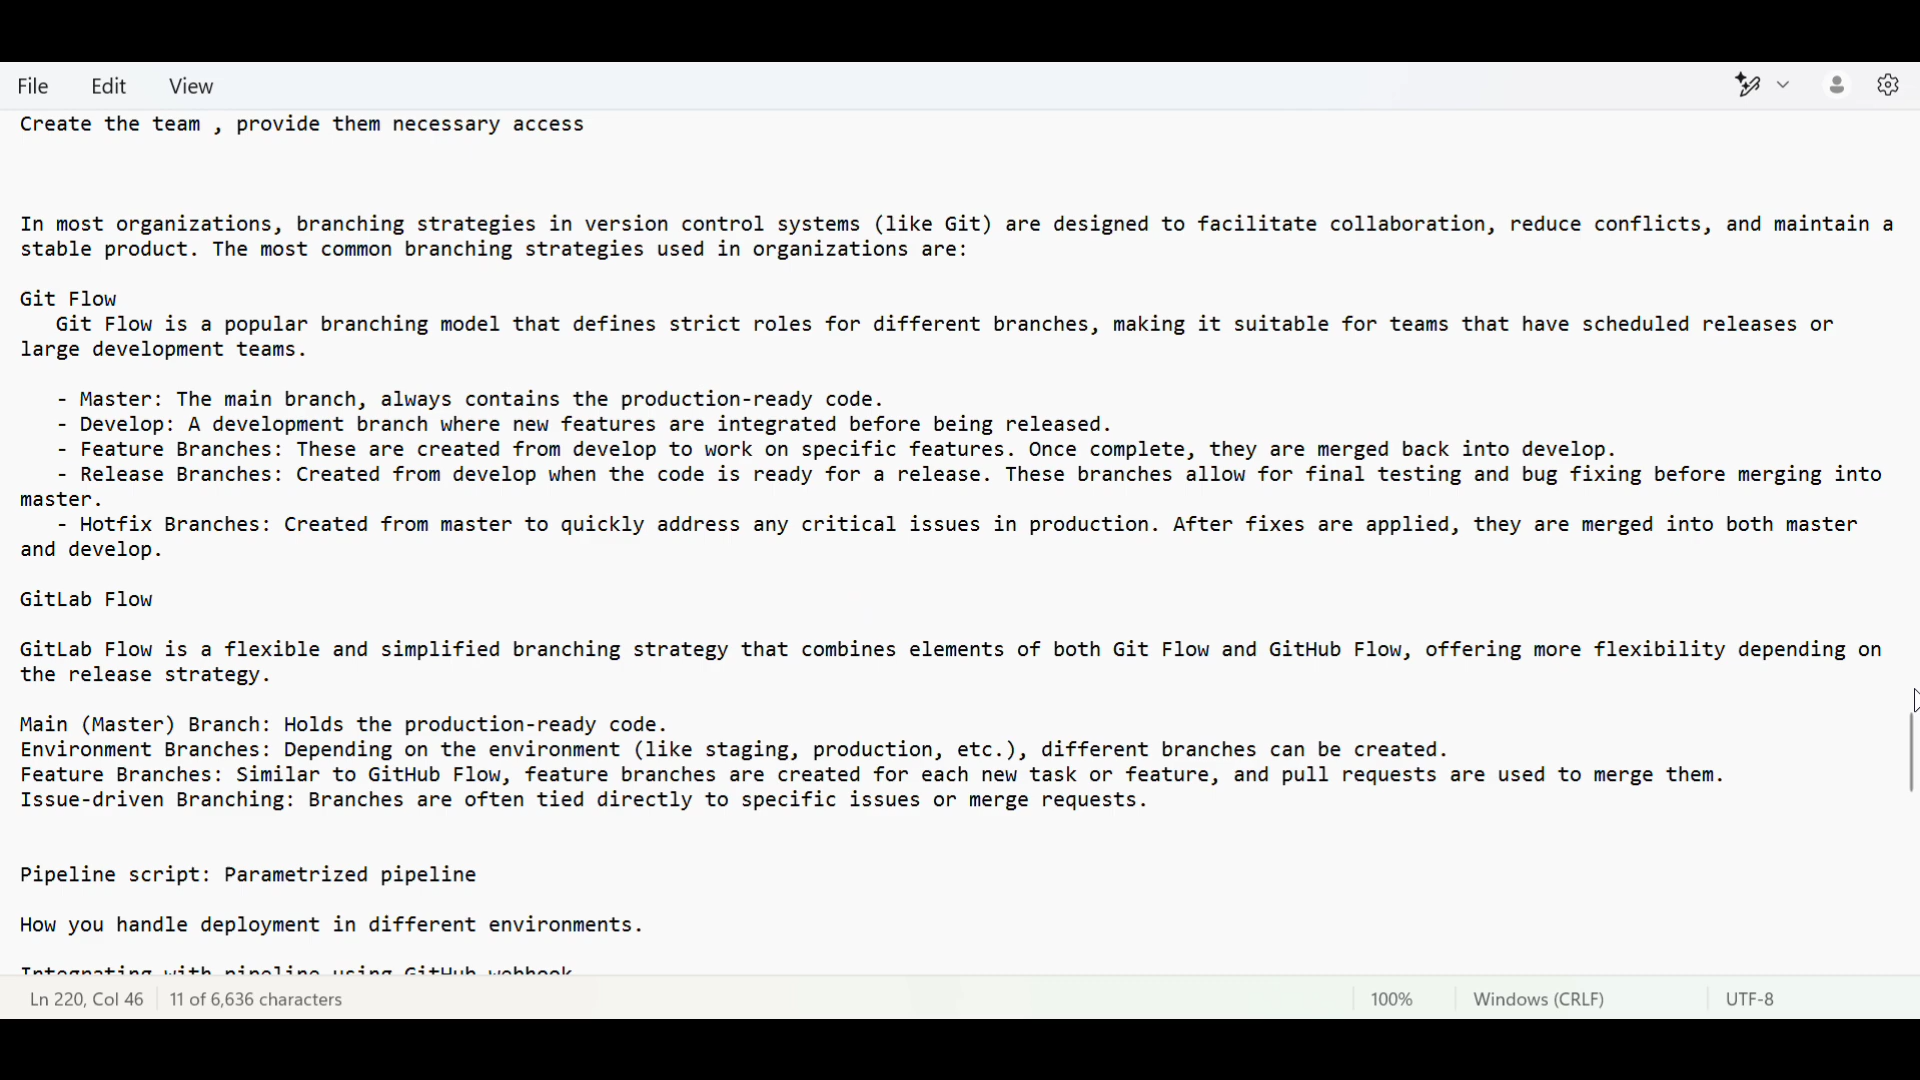 File Edit View
Create the team , provide them necessary access
In most organizations, branching strategies in version control systems (like Git) are designed to facilitate collaboration, reduce conflicts, and maintain a
stable product. The most common branching strategies used in organizations are:
Git Flow
Git Flow is a popular branching model that defines strict roles for different branches, making it suitable for teams that have scheduled releases or
large development teams.
- Master: The main branch, always contains the production-ready code.
- Develop: A development branch where new features are integrated before being released.
- Feature Branches: These are created from develop to work on specific features. Once complete, they are merged back into develop.
- Release Branches: Created from develop when the code is ready for a release. These branches allow for final testing and bug fixing before merging into
master.
- Hotfix Branches: Created from master to quickly address any critical issues in production. After fixes are applied, they are merged into both master
and develop.
GitLab Flow
GitLab Flow is a flexible and simplified branching strategy that combines elements of both Git Flow and GitHub Flow, offering more flexibility depending on
the release strategy.
Main (Master) Branch: Holds the production-ready code.
Environment Branches: Depending on the environment (like staging, production, etc.), different branches can be created.
Feature Branches: Similar to GitHub Flow, feature branches are created for each new task or feature, and pull requests are used to merge them.
Issue-driven Branching: Branches are often tied directly to specific issues or merge requests.
Pipeline script: Parametrized pipeline
How you handle deployment in different environments.
Integrating with pipeline using GitHub webhook
Ln 220, Col 46 11 of 6,636 characters 100% Windows (CRLF) UTF-8